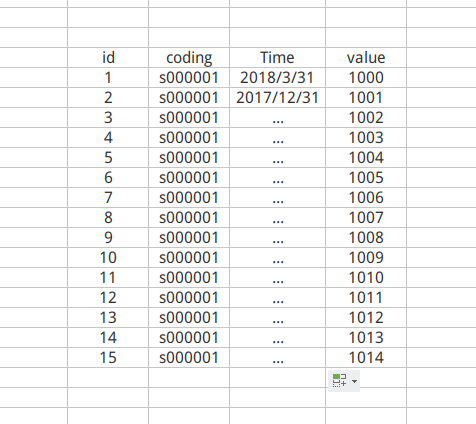 id coding Time value
1 s000001 2018/3/31 1000
2 s000001 2017/12/31 1001
3 s000001 ... 1002
4 s000001 ... 1003
5 s000001 ... 1004
6 s000001 ... 1005
7 s000001 ... 1006
8 s000001 ... 1007
9 s000001 ... 1008
10 s000001 ... 1009
11 s000001 ... 1010
12 s000001 ... 1011
13 s000001 ... 1012
14 s000001 ... 1013
15 s000001 ... 1014